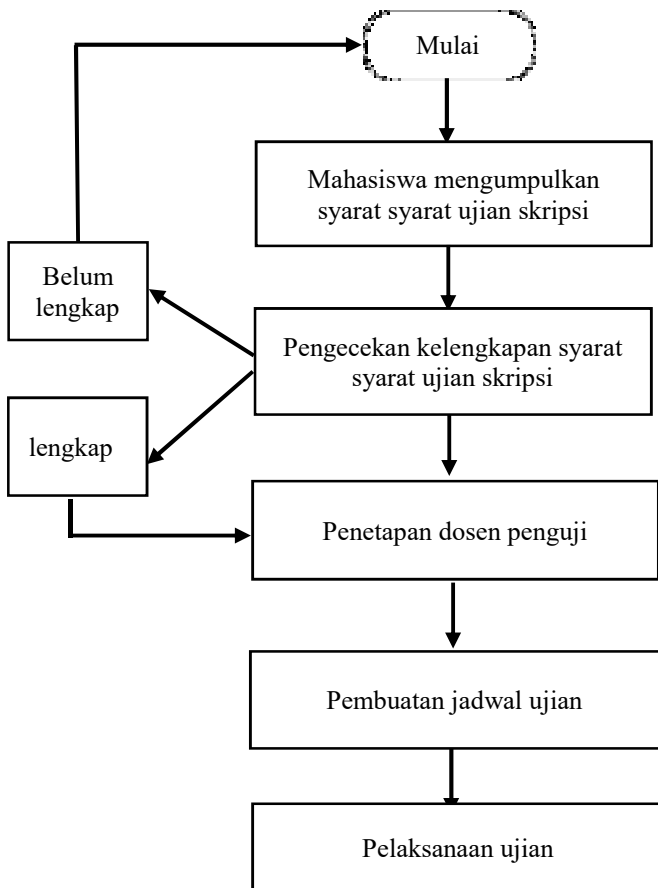 Mulai
Mahasiswa mengumpulkan
syarat syarat ujian skripsi
Belum
lengkap
Pengecekan kelengkapan syarat
syarat ujian skripsi
lengkap
Penetapan dosen penguji
Pembuatan jadwal ujian
Pelaksanaan ujian